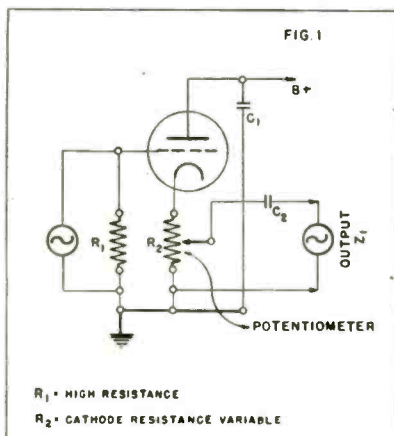 FIG. 1
B+
C1
C2
R1
R2
OUTPUT
Z1
POTENTIOMETER
R1 = HIGH RESISTANCE
R2 = CATHODE RESISTANCE VARIABLE